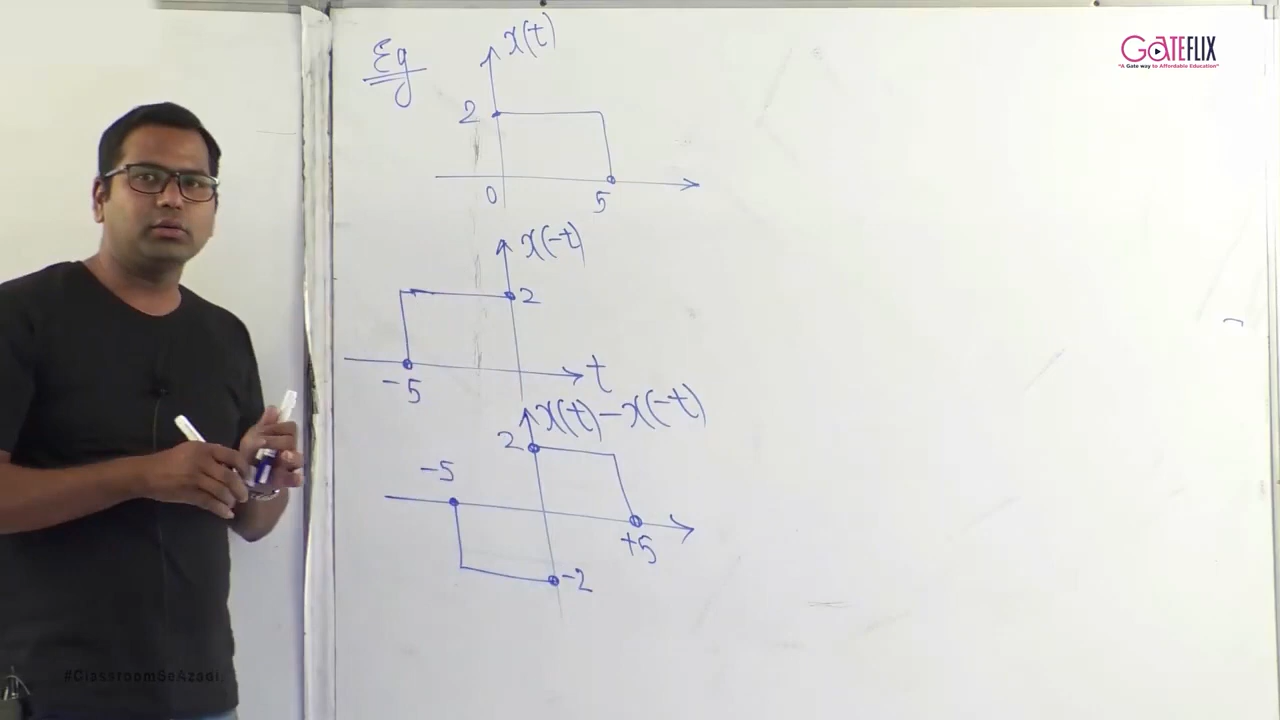 GATEFLIX
"A Gate way to Affordable Education"
Eg
x(t)
2
0
5
x(-t)
2
-5
t
x(t)-x(-t)
2
-5
+5
-2
#ClassroomSeAzadi